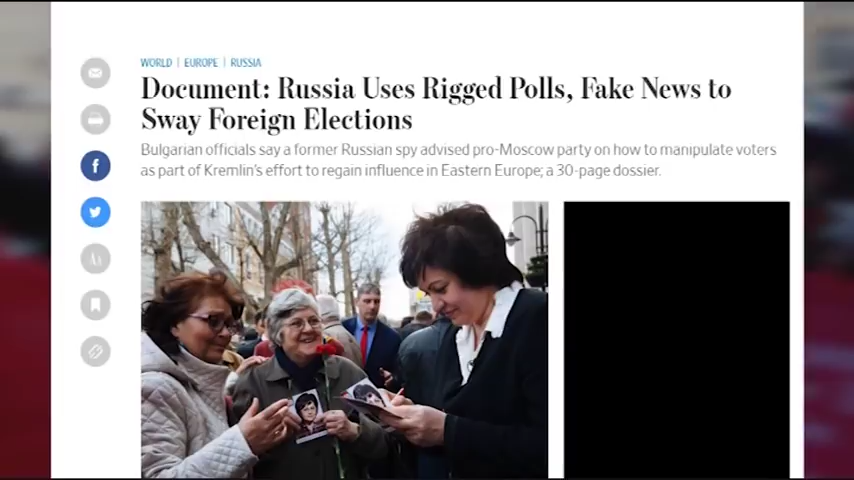 WORLD | EUROPE | RUSSIA
Document: Russia Uses Rigged Polls, Fake News to
Sway Foreign Elections
Bulgarian officials say a former Russian spy advised pro-Moscow party on how to manipulate voters
as part of Kremlin's effort to regain influence in Eastern Europe; a 30-page dossier.